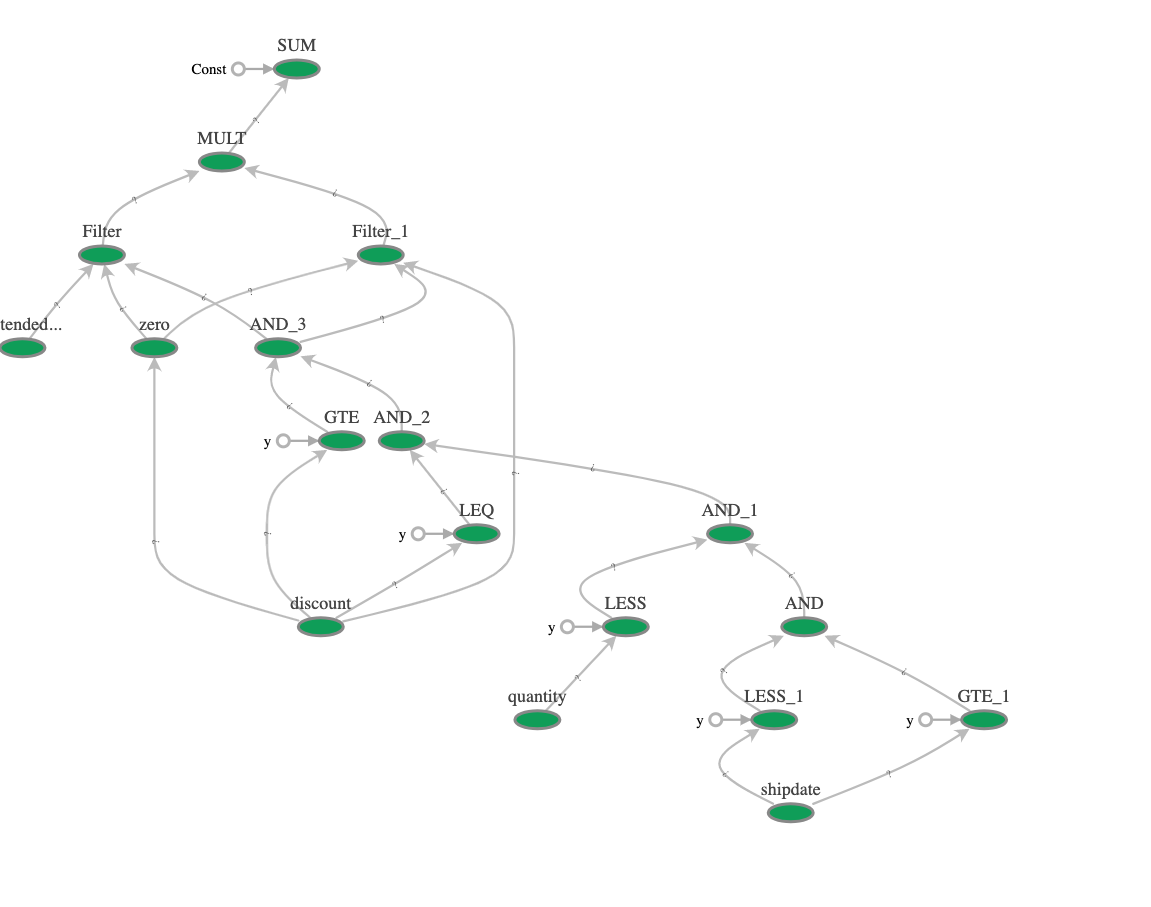 SUM
Const
MULT
Filter
Filter_1
tended...
zero
AND_3
GTE
AND_2
y
LEQ
AND_1
y
discount
LESS
AND
y
quantity
LESS_1
GTE_1
y
y
shipdate